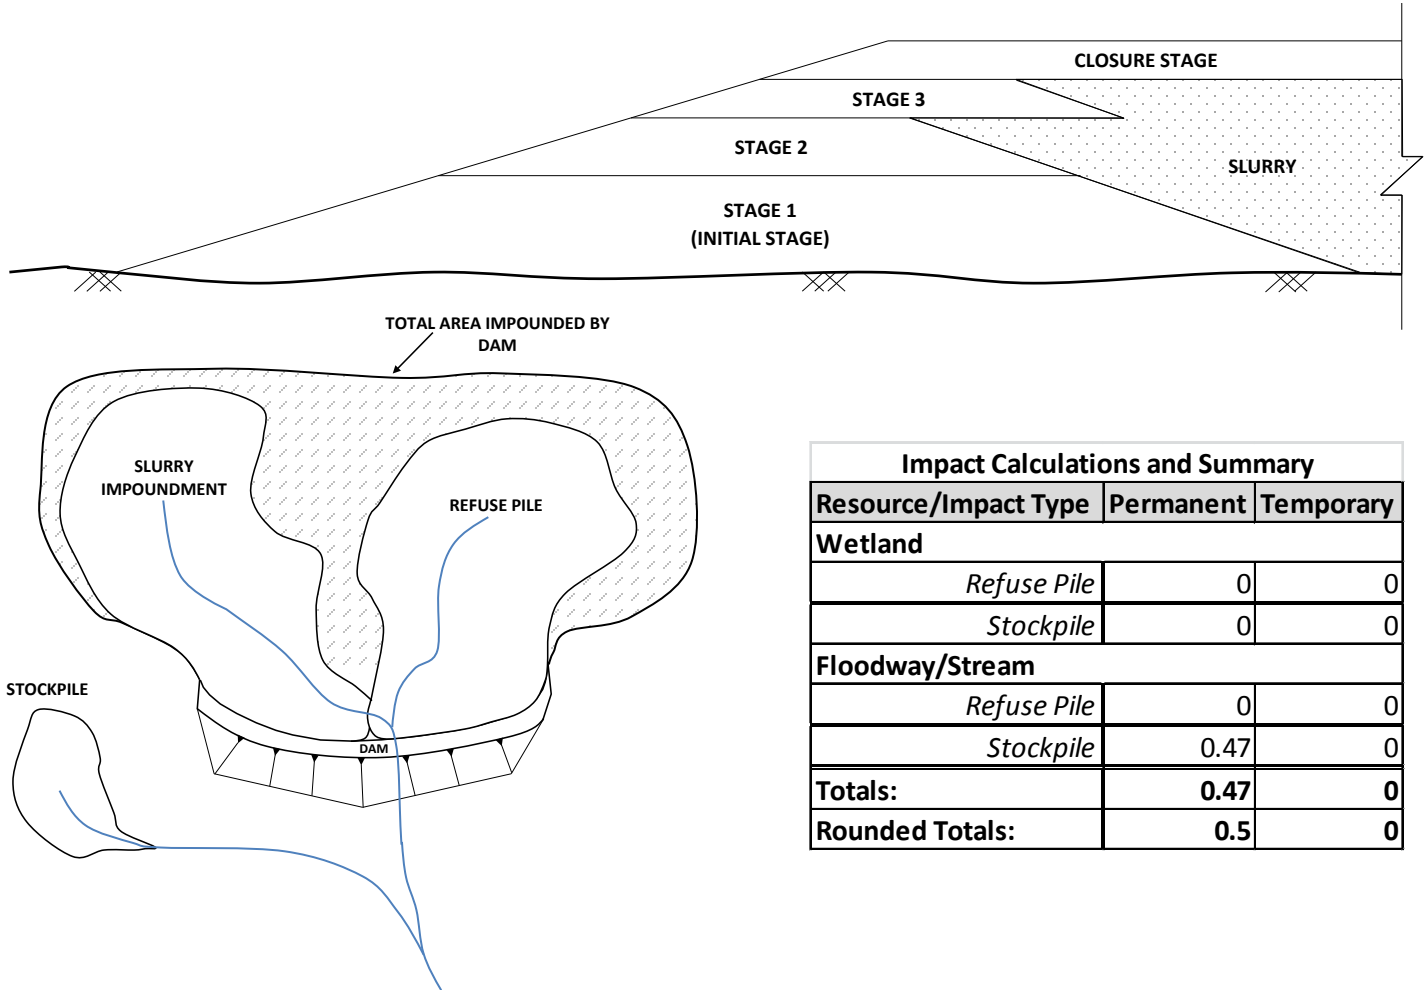 CLOSURE STAGE
STAGE 3
STAGE 2
SLURRY
STAGE 1
(INITIAL STAGE)
TOTAL AREA IMPOUNDED BY
DAM
SLURRY
IMPOUNDMENT
REFUSE PILE
STOCKPILE
DAM
Impact Calculations and Summary
Resource/Impact Type Permanent Temporary
Wetland
Refuse Pile 0 0
Stockpile 0 0
Floodway/Stream
Refuse Pile 0 0
Stockpile 0.47 0
Totals: 0.47 0
Rounded Totals: 0.5 0